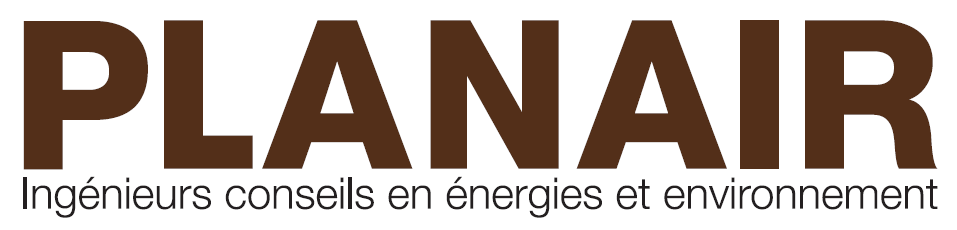 PLANAIR
Ingénieurs conseils en énergies et environnement